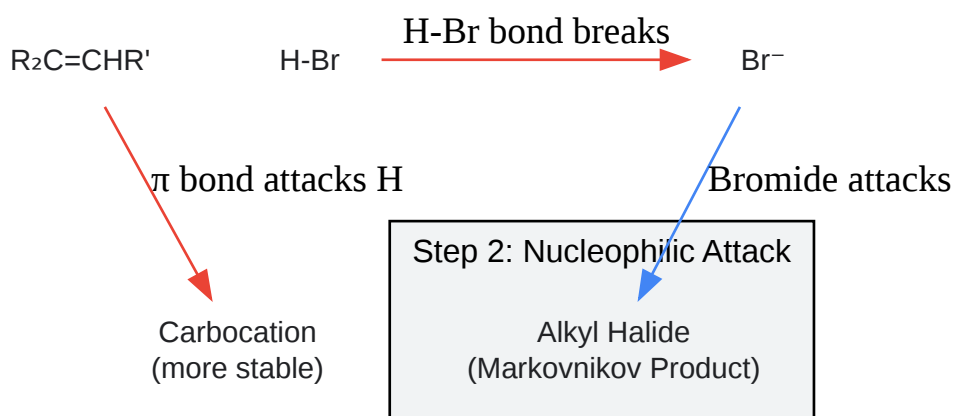 H-Br bond breaks
R₂C=CHR'
H-Br
Br⁻
π bond attacks H
Bromide attacks
Step 2: Nucleophilic Attack
Carbocation
(more stable)
Alkyl Halide
(Markovnikov Product)